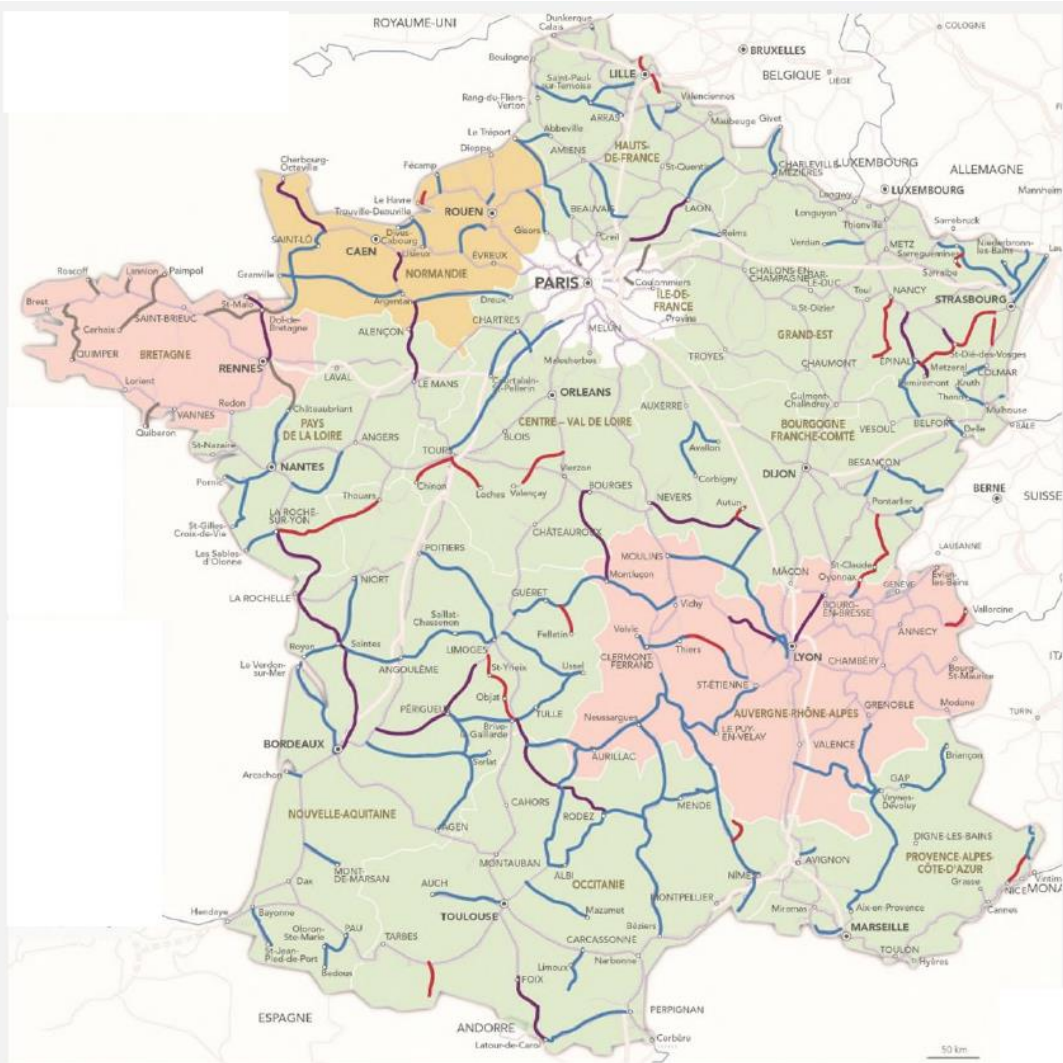 ROYAUME-UNI
Dunkerque
Calais
COLOGNE
BRUXELLES
Boulogne
LILLE
BELGIQUE
LIÈGE
Saint-Paul
sur-Ternoise
Rang-du-Fliers-
Verton
Valenciennes
ARRAS
Maubeuge
Givet
Le Tréport
Abbeville
Dieppe
AMIENS
HAUTS-
DE-FRANCE
St-Quentin
CHARLEVILLE
MÉZIÈRES
LUXEMBOURG
ALLEMAGNE
Cherbourg-
Octeville
Fécamp
LUXEMBOURG
Mannheim
Le Havre
Trouville-Deauville
ROUEN
BEAUVAIS
LAON
Longwy
Longuyon
Thionville
Sarrebruck
SAINT-LÔ
Dives-
Cabourg
CAEN
Lisieux
Gisors
Creil
Reims
Verdun
METZ
Sarreguemines
Niederbronn-
les-Bains
Roscoff
Lannion
Paimpol
Granville
NORMANDIE
ÉVREUX
PARIS
Coulommiers
CHALONS-EN-
CHAMPAGNE
BAR-
LE-DUC
Sarralbe
Brest
St-Malo
Argentan
Dreux
ÎLE-DE-
FRANCE
Toul
NANCY
STRASBOURG
SAINT-BRIEUC
Dol-de-
Bretagne
ALENÇON
CHARTRES
MELUN
Provins
St-Dizier
Carhaix
QUIMPER
BRETAGNE
RENNES
GRAND-EST
Malesherbes
TROYES
CHAUMONT
ÉPINAL
St-Dié-des-Vosges
Metzeral
COLMAR
Lorient
LAVAL
LE MANS
Courtalain-
St-Pellerin
ORLEANS
Remiremont
Kruth
Thann
Redon
VANNES
Châteaubriant
AUXERRE
Culmont-
Chalindrey
Mulhouse
Quiberon
PAYS
DE LA LOIRE
BLOIS
CENTRE – VAL DE LOIRE
BOURGOGNE
FRANCHE-COMTÉ
VESOUL
BELFORT
Delle
BÂLE
St-Nazaire
ANGERS
TOURS
Avallon
NANTES
Vierzon
DIJON
BESANÇON
Pornic
Chinon
Loches
Valençay
Corbigny
BERNE
SUISSE
Thouars
BOURGES
NEVERS
Autun
Pontarlier
St-Gilles-
Croix-de-Vie
LA ROCHE-
SUR-YON
Les Sables-
d'Olonne
CHÂTEAUROUX
LAUSANNE
POITIERS
MOULINS
St-Claude
NIORT
Montluçon
MÂCON
Oyonnax
GENÈVE
Évian-
les-Bains
LA ROCHELLE
GUÉRET
Vichy
BOURG-
EN-BRESSE
Vallorcine
Saillat-
Chassenon
Felletin
Volvic
ANNECY
Royan
Saintes
LIMOGES
CLERMONT-
FERRAND
Thiers
LYON
CHAMBÉRY
Bourg-
St-Maurice
Le Verdon-
sur-Mer
ANGOULÊME
St-Yrieix
Ussel
ST-ÉTIENNE
Objat
TULLE
GRENOBLE
Modane
TURIN
PÉRIGUEUX
Neussargues
AUVERGNE-RHÔNE-ALPES
Brive-
la-Gaillarde
LE PUY-
EN-VELAY
BORDEAUX
Sarlat
AURILLAC
VALENCE
Briançon
Arcachon
GAP
CAHORS
MENDE
Veynes-
Dévoluy
NOUVELLE-AQUITAINE
RODEZ
AGEN
DIGNE-LES-BAINS
MONTAUBAN
AVIGNON
PROVENCE-ALPES-
CÔTE-D'AZUR
MONT-
DE-MARSAN
ALBI
Dax
AUCH
OCCITANIE
NÎMES
Grasse
NICE
Mazamet
MONTPELLIER
Cannes
Hendaye
Bayonne
TOULOUSE
Miramas
Aix-en-Provence
Oloron-
Ste-Marie
PAU
TARBES
Béziers
CARCASSONNE
MARSEILLE
St-Jean-
Pied-de-Port
Bedous
Limoux
Narbonne
TOULON
Hyères
FOIX
ESPAGNE
PERPIGNAN
ANDORRE
Latour-de-Carol
Cerbère
50 km